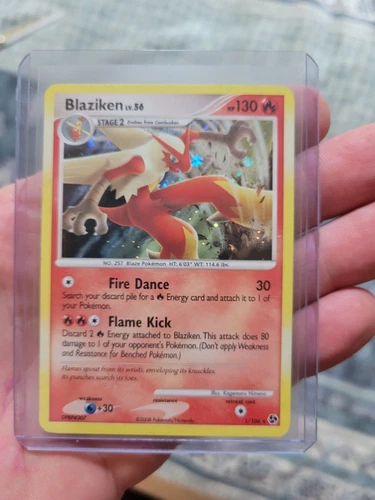 Blaziken LV.56 HP 130
STAGE 2 Evolves from Combusken
NO. 257 Blaze Pokémon. HT: 6'03" WT: 114.6 lbs.
Fire Dance 30
Search your discard pile for a Energy card and attach it to 1 of
your Pokémon.
Flame Kick
Discard 2 Energy attached to Blaziken. This attack does 80
damage to 1 of your opponent's Pokémon. (Don't apply Weakness
and Resistance for Benched Pokémon.)
Flames spout from its wrists, enveloping its knuckles.
Its punches scorch its foes.
Illus. Kagemaru Himeno
weakness resistance retreat cost
+30
©2008 Pokémon/Nintendo 1/106